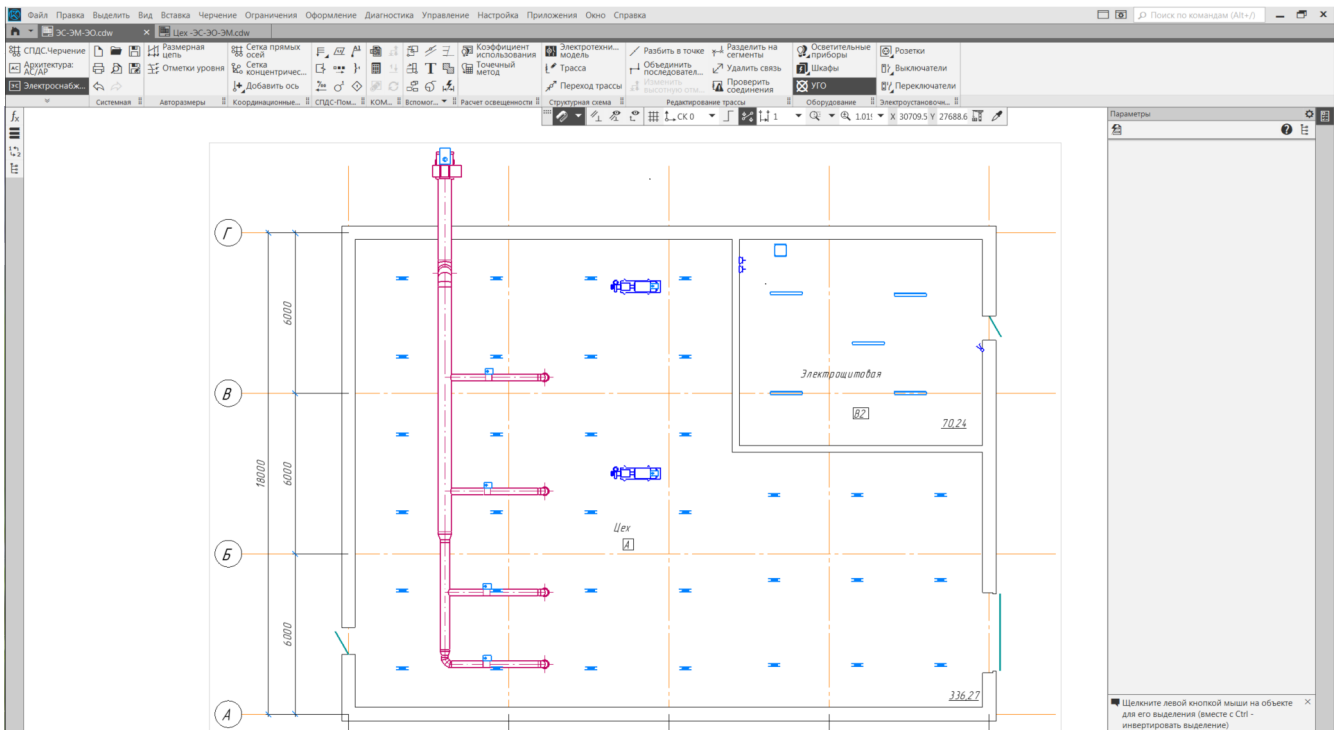 Файл Правка Выделить Вид Вставка Черчение Ограничения Оформление Диагностика Управление Настройка Приложения Окно Справка
Поиск по командам (Alt+/)
ЭС-ЭМ-ЭО.cdw
Цех -ЭС-ЭО-ЭМ.cdw
СПДС.Черчение
Архитектура: АС/АР
Электроснабж...
Системная
Размерная цепь
Отметки уровня
Авторазмеры
Сетка прямых осей
Сетка концентричес...
Добавить ось
Координационные...
СПДС-Пом...
КОМ...
Вспомог...
Коэффициент использования
Точечный метод
Расчет освещенности
Электротехни... модель
Трасса
Переход трассы
Структурная схема
Разбить в точке
Объединить последовател...
Изменить высотную отм...
Разделить на сегменты
Удалить связь
Проверить соединения
Редактирование трассы
Осветительные приборы
Шкафы
УГО
Оборудование
Розетки
Выключатели
Переключатели
Электроустановочн...
СК 0
1
X 30709.5 Y 27688.6
Параметры
Г
В
Б
А
6000
6000
6000
18000
Электрощитовая
В2
70,24
Цех
А
336,27
Щелкните левой кнопкой мыши на объекте
для его выделения (вместе с Ctrl -
инвертировать выделение)